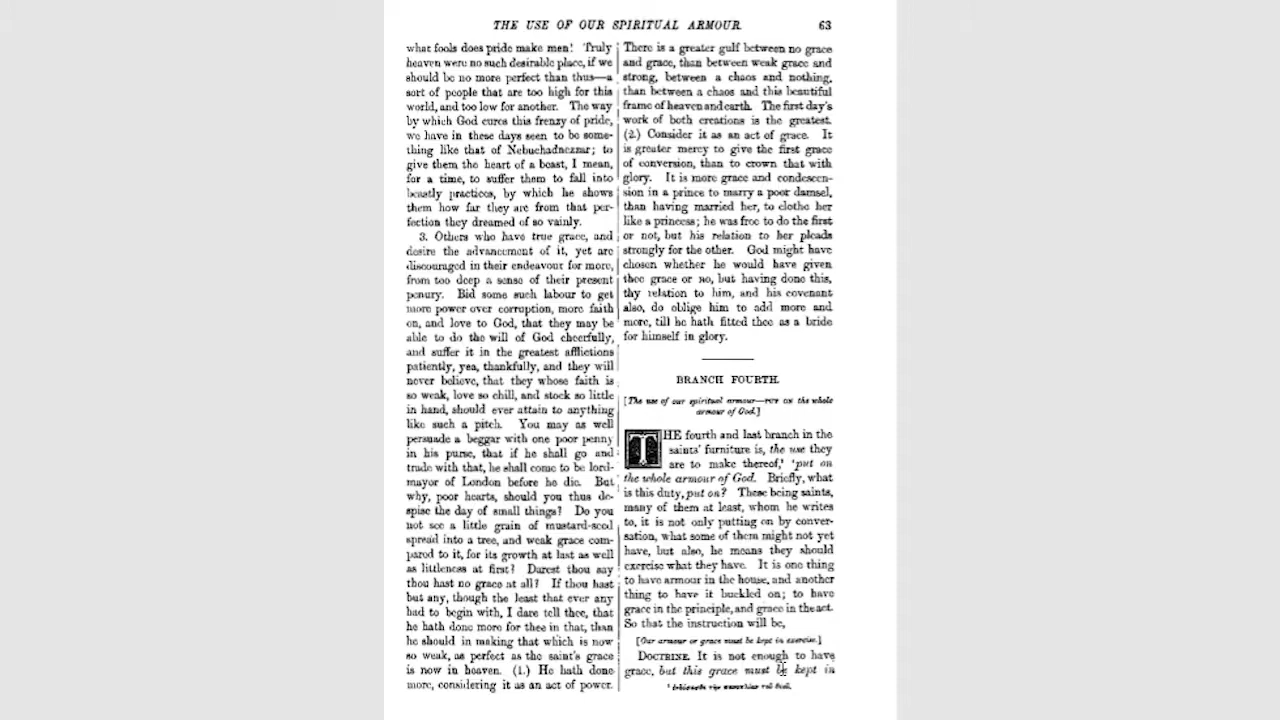 THE USE OF OUR SPIRITUAL ARMOUR. 63
what fools does pride make men! Truly
heaven were no such desirable place, if we
should be no more perfect than thus—a
sort of people that are too high for this
world, and too low for another. The way
by which God cures this frenzy of pride,
we have in these days seen to be some-
thing like that of Nebuchadnezzar; to
give them the heart of a beast, I mean,
for a time, to suffer them to fall into
beastly practices, by which he shows
them how far they are from that per-
fection they dreamed of so vainly.
3. Others who have true grace, and
desire the advancement of it, yet are
discouraged in their endeavour for more,
from too deep a sense of their present
penury. Bid some such labour to get
more power over corruption, more faith
on, and love to God, that they may be
able to do the will of God cheerfully,
and suffer it in the greatest afflictions
patiently, yea, thankfully, and they will
never believe, that they whose faith is
so weak, love so chill, and stock so little
in hand, should ever attain to anything
like such a pitch. You may as well
persuade a beggar with one poor penny
in his purse, that if he shall go and
trade with that, he shall come to be lord-
mayor of London before he die. But
why, poor hearts, should you thus de-
spise the day of small things? Do you
not see a little grain of mustard-seed
spread into a tree, and weak grace com-
pared to it, for its growth at last as well
as littleness at first? Darest thou say
thou hast no grace at all? If thou hast
but any, though the least that ever any
had to begin with, I dare tell thee, that
he hath done more for thee in that, than
he should in making that which is now
so weak, as perfect as the saint's grace
is now in heaven. (1.) He hath done
more, considering it as an act of power.
There is a greater gulf between no grace
and grace, than between weak grace and
strong, between a chaos and nothing,
than between a chaos and this beautiful
frame of heaven and earth. The first day's
work of both creations is the greatest.
(2.) Consider it as an act of grace. It
is greater mercy to give the first grace
of conversion, than to crown that with
glory. It is more grace and condescen-
sion in a prince to marry a poor damsel,
than having married her, to clothe her
like a princess; he was free to do the first
or not, but his relation to her pleads
strongly for the other. God might have
chosen whether he would have given
thee grace or no, but having done this,
thy relation to him, and his covenant
also, do oblige him to add more and
more, till he hath fitted thee as a bride
for himself in glory.
BRANCH FOURTH.
[The use of our spiritual armour—PUT ON the whole
armour of God.]
THE fourth and last branch in the
saints' furniture is, the use they
are to make thereof,¹ 'put on
the whole armour of God. Briefly, what
is this duty, put on? These being saints,
many of them at least, whom he writes
to, it is not only putting on by conver-
sation, what some of them might not yet
have, but also, he means they should
exercise what they have. It is one thing
to have armour in the house, and another
thing to have it buckled on; to have
grace in the principle, and grace in the act.
So that the instruction will be,
[Our armour or grace must be kept in exercise.]
DOCTRINE. It is not enough to have
grace, but this grace must be kept in